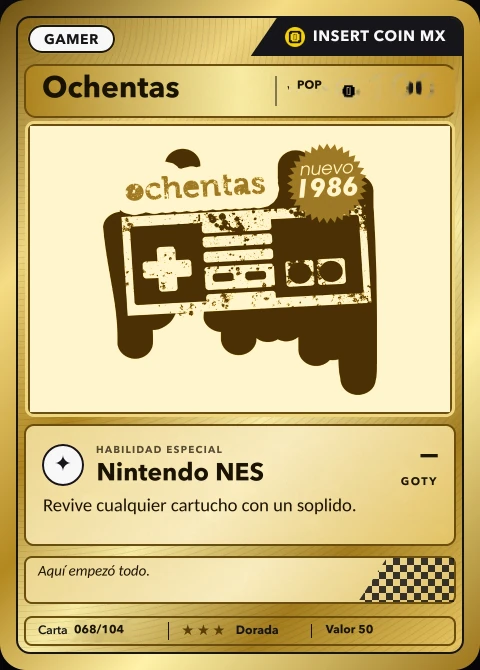 GAMER
INSERT COIN MX
Ochentas
POP
ochentas
nuevo
1986
HABILIDAD ESPECIAL
Nintendo NES
—
GOTY
Revive cualquier cartucho con un soplido.
Aquí empezó todo.
Carta 068/104
★★★ Dorada
Valor 50